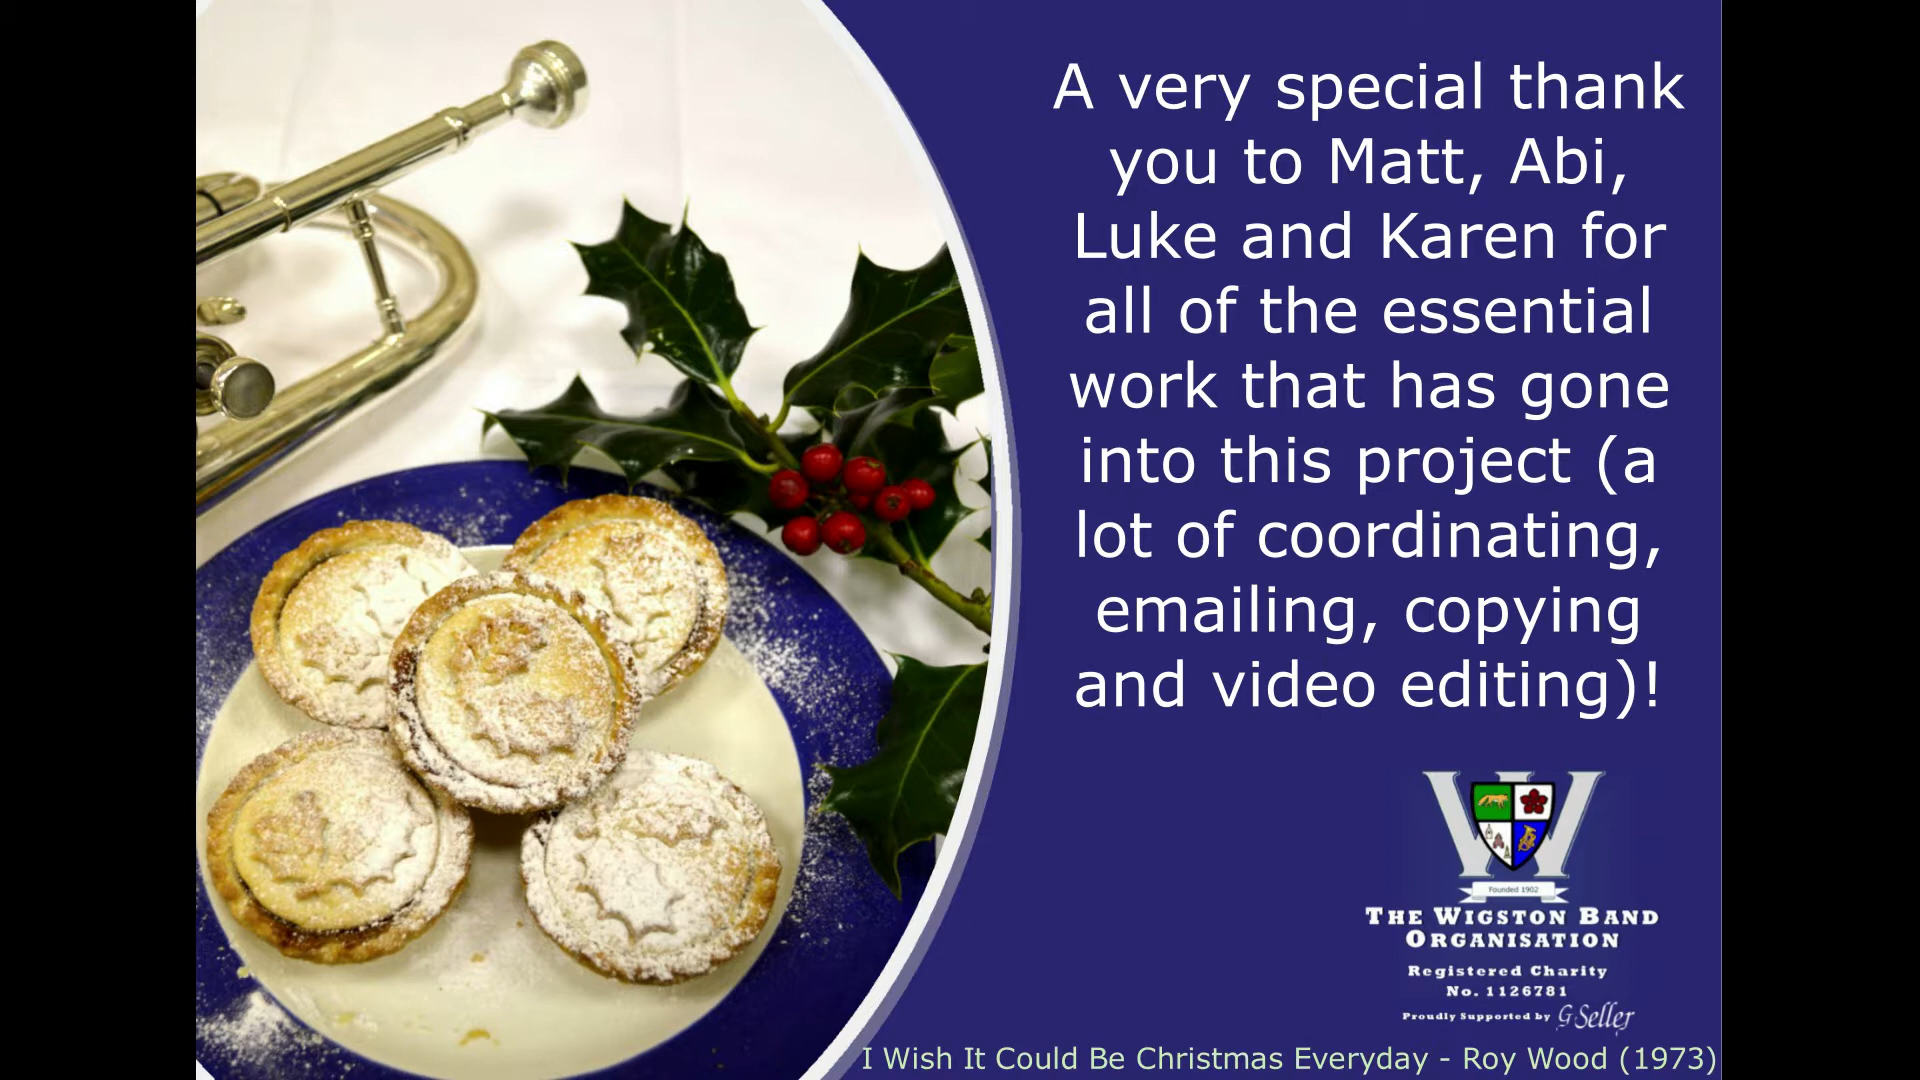 A very special thank
you to Matt, Abi,
Luke and Karen for
all of the essential
work that has gone
into this project (a
lot of coordinating,
emailing, copying
and video editing)!
Founded 1902
THE WIGSTON BAND
ORGANISATION
Registered Charity
No. 1126781
Proudly Supported by G Seller
I Wish It Could Be Christmas Everyday - Roy Wood (1973)